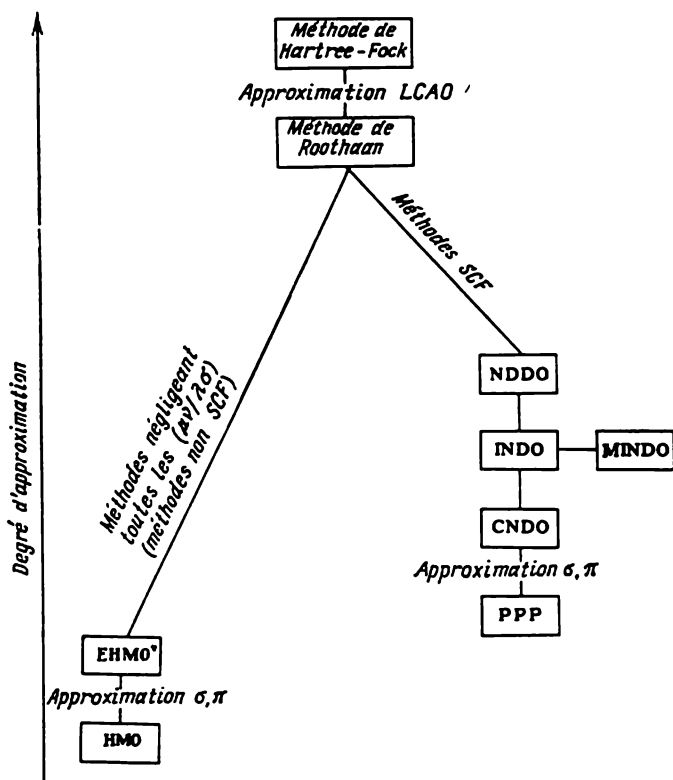 Méthode de
Hartree-Fock
Approximation LCAO
Méthode de
Roothaan
Méthodes SCF
Méthodes négligeant
toutes les (μν/λσ)
(méthodes non SCF)
Degré d'approximation
NDDO
INDO
MINDO
CNDO
Approximation σ,π
PPP
EHMO*
Approximation σ,π
HMO